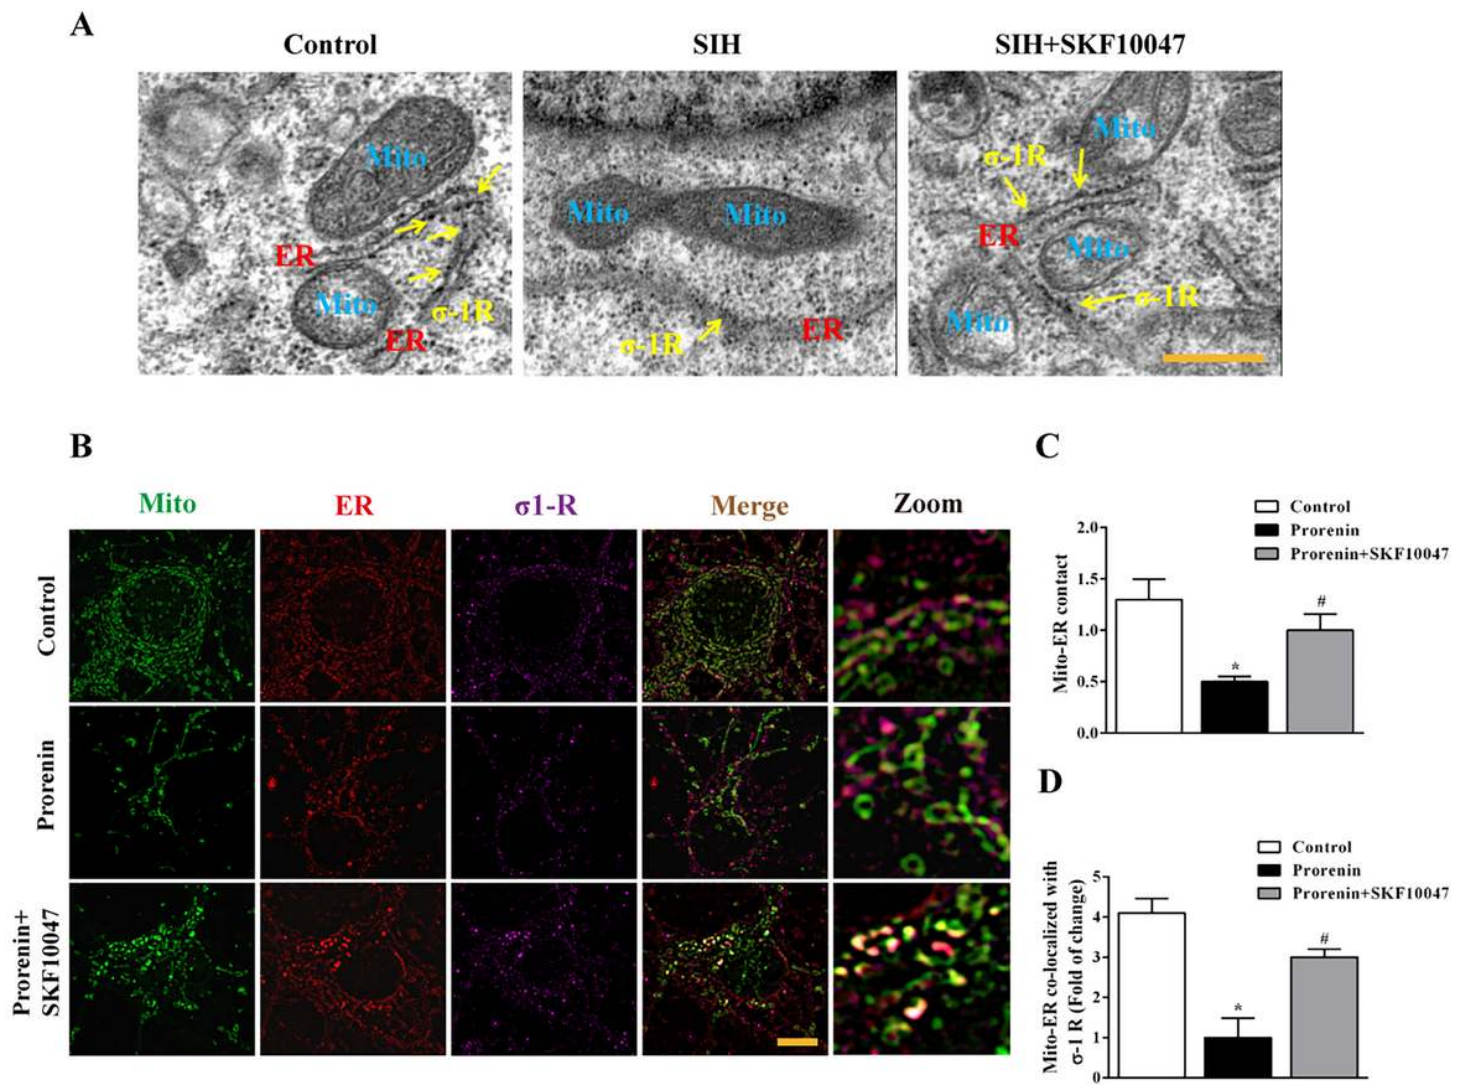 A
Control
SIH
SIH+SKF10047
Mito
ER
Mito
σ-1R
ER
Mito
Mito
σ-1R
ER
Mito
σ-1R
ER
Mito
σ-1R
Mito
B
Mito
ER
σ1-R
Merge
Zoom
Control
Prorenin
Prorenin+
SKF10047
C
Control
Prorenin
Prorenin+SKF10047
Mito-ER contact
2.0
1.5
1.0
0.5
0.0
*
#
D
Control
Prorenin
Prorenin+SKF10047
Mito-ER co-localized with
σ-1 R (Fold of change)
5
4
3
2
1
0
*
#